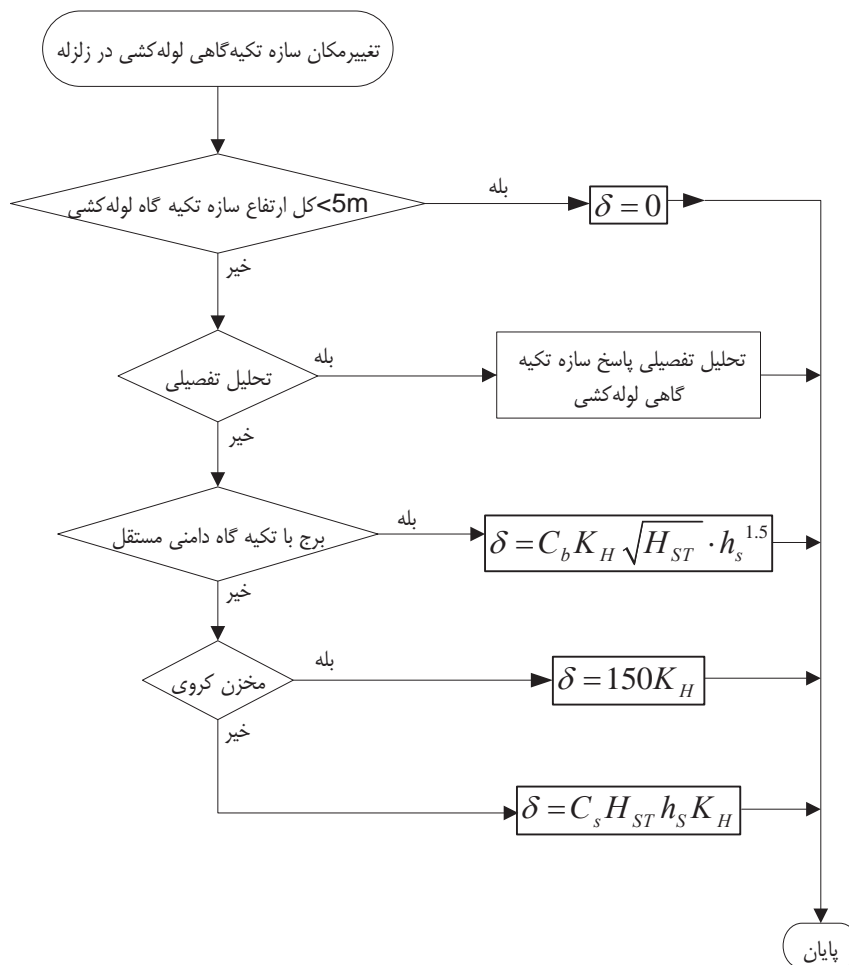 تغییرمکان سازه تکیه‌گاهی لوله‌کشی در زلزله
کل ارتفاع سازه تکیه گاه لوله‌کشی<5m
بله
δ = 0
خیر
تحلیل تفصیلی
بله
تحلیل تفصیلی پاسخ سازه تکیه
گاهی لوله‌کشی
خیر
برج با تکیه گاه دامنی مستقل
بله
δ = C_b K_H √H_ST · h_s^1.5
خیر
مخزن کروی
بله
δ = 150K_H
خیر
δ = C_s H_ST h_S K_H
پایان